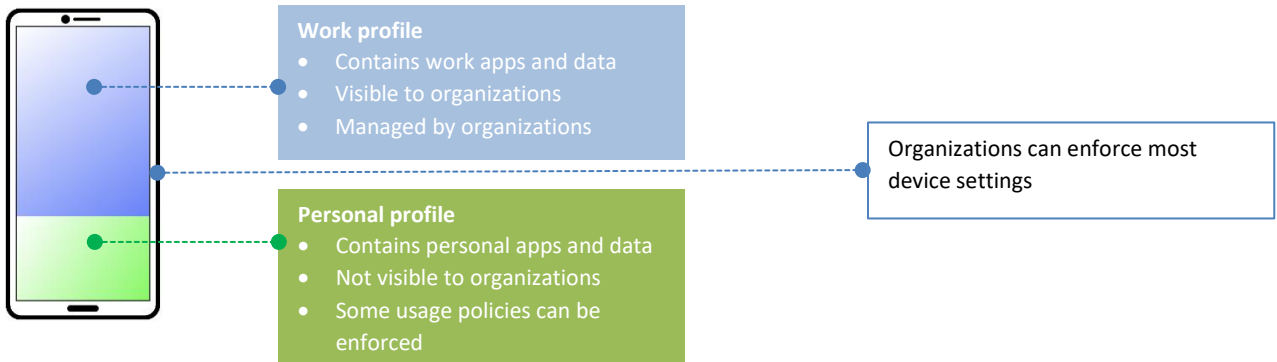 Work profile
• Contains work apps and data
• Visible to organizations
• Managed by organizations
Organizations can enforce most
device settings
Personal profile
• Contains personal apps and data
• Not visible to organizations
• Some usage policies can be
enforced